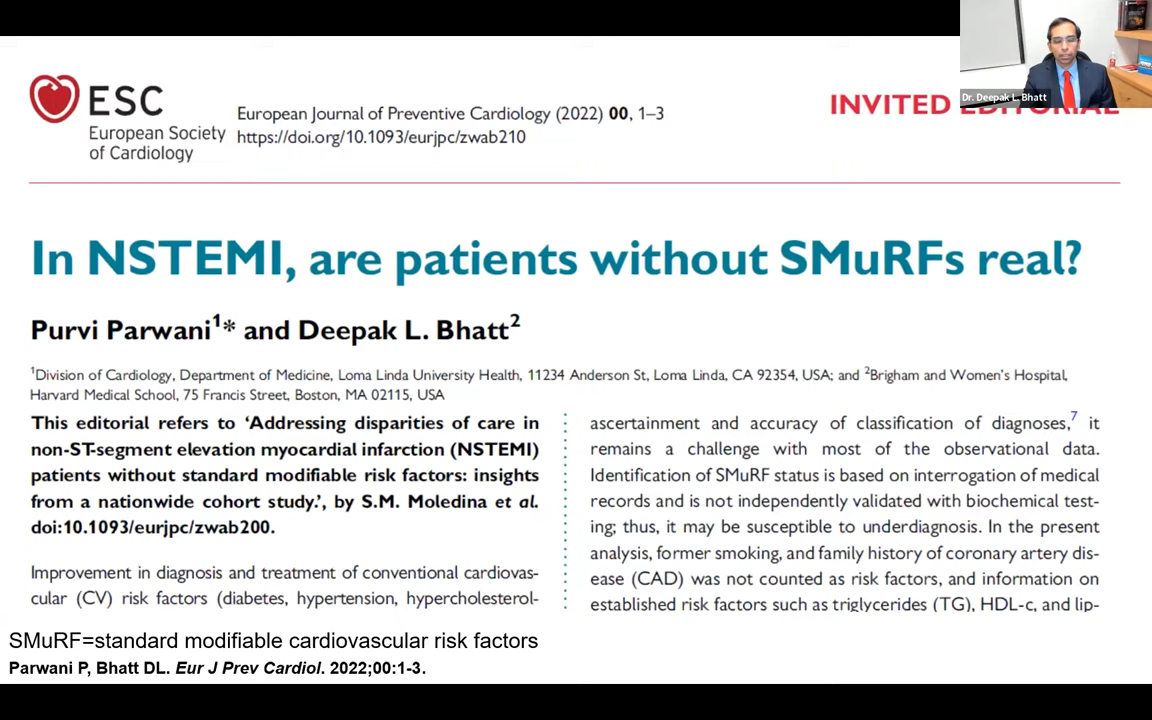 ESC
European Society
of Cardiology
European Journal of Preventive Cardiology (2022) 00, 1–3
https://doi.org/10.1093/eurjpc/zwab210
INVITED EDITORIAL
Dr. Deepak L. Bhatt
In NSTEMI, are patients without SMuRFs real?
Purvi Parwani1* and Deepak L. Bhatt2
1Division of Cardiology, Department of Medicine, Loma Linda University Health, 11234 Anderson St, Loma Linda, CA 92354, USA; and 2Brigham and Women's Hospital,
Harvard Medical School, 75 Francis Street, Boston, MA 02115, USA
This editorial refers to ‘Addressing disparities of care in
non-ST-segment elevation myocardial infarction (NSTEMI)
patients without standard modifiable risk factors: insights
from a nationwide cohort study.’, by S.M. Moledina et al.
doi:10.1093/eurjpc/zwab200.
Improvement in diagnosis and treatment of conventional cardiovas-
cular (CV) risk factors (diabetes, hypertension, hypercholesterol-
ascertainment and accuracy of classification of diagnoses,7 it
remains a challenge with most of the observational data.
Identification of SMuRF status is based on interrogation of medical
records and is not independently validated with biochemical test-
ing; thus, it may be susceptible to underdiagnosis. In the present
analysis, former smoking, and family history of coronary artery dis-
ease (CAD) was not counted as risk factors, and information on
established risk factors such as triglycerides (TG), HDL-c, and lip-
SMuRF=standard modifiable cardiovascular risk factors
Parwani P, Bhatt DL. Eur J Prev Cardiol. 2022;00:1-3.